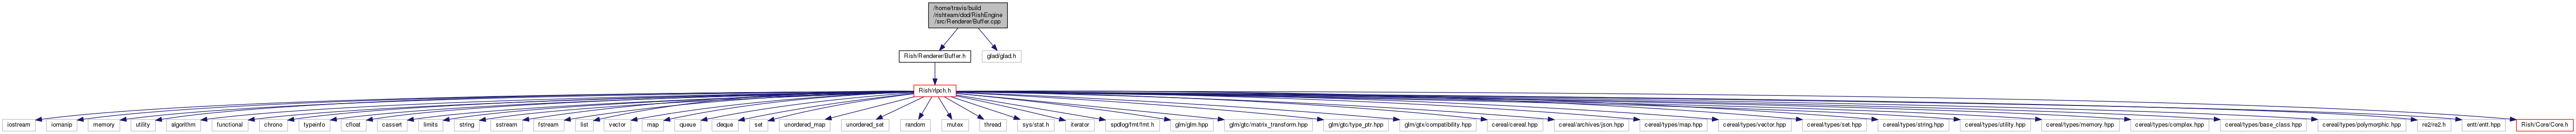 /home/travis/build
/rishteam/dod/RishEngine
/src/Renderer/Buffer.cpp
Rish/Renderer/Buffer.h
glad/glad.h
Rish/rlpch.h
iostream
iomanip
memory
utility
algorithm
functional
chrono
typeinfo
cfloat
cassert
limits
string
sstream
fstream
list
vector
map
queue
deque
set
unordered_map
unordered_set
random
mutex
thread
sys/stat.h
iterator
spdlog/fmt/fmt.h
glm/glm.hpp
glm/gtc/matrix_transform.hpp
glm/gtc/type_ptr.hpp
glm/gtx/compatibility.hpp
cereal/cereal.hpp
cereal/archives/json.hpp
cereal/types/map.hpp
cereal/types/vector.hpp
cereal/types/set.hpp
cereal/types/string.hpp
cereal/types/utility.hpp
cereal/types/memory.hpp
cereal/types/complex.hpp
cereal/types/base_class.hpp
cereal/types/polymorphic.hpp
re2/re2.h
entt/entt.hpp
Rish/Core/Core.h